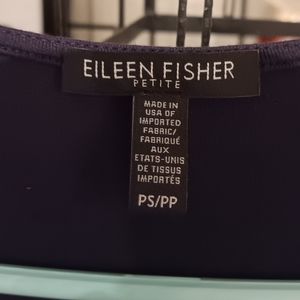 EILEEN FISHER
PETITE
MADE IN
USA OF
IMPORTED
FABRIC/
FABRIQUÉ
AUX
ETATS-UNIS
DE TISSUS
IMPORTÉS
PS/PP